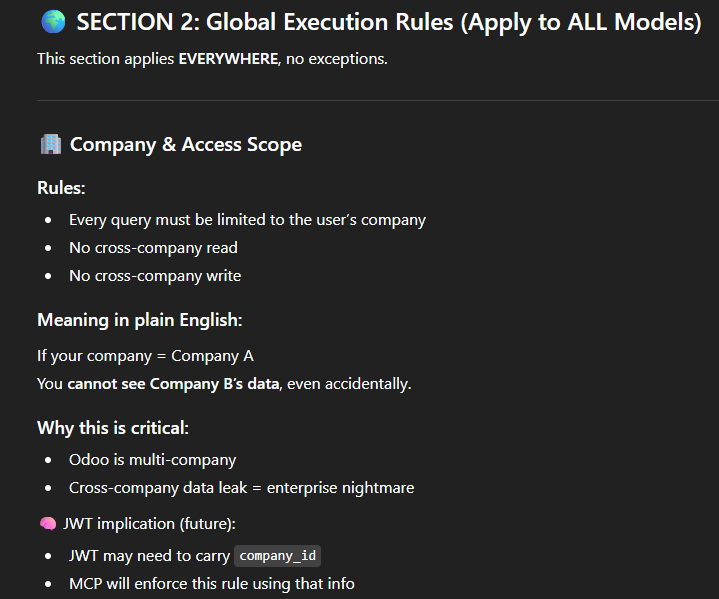 🌍 SECTION 2: Global Execution Rules (Apply to ALL Models)
This section applies EVERYWHERE, no exceptions.
🏢 Company & Access Scope
Rules:
• Every query must be limited to the user’s company
• No cross-company read
• No cross-company write
Meaning in plain English:
If your company = Company A
You cannot see Company B’s data, even accidentally.
Why this is critical:
• Odoo is multi-company
• Cross-company data leak = enterprise nightmare
🧠 JWT implication (future):
• JWT may need to carry company_id
• MCP will enforce this rule using that info